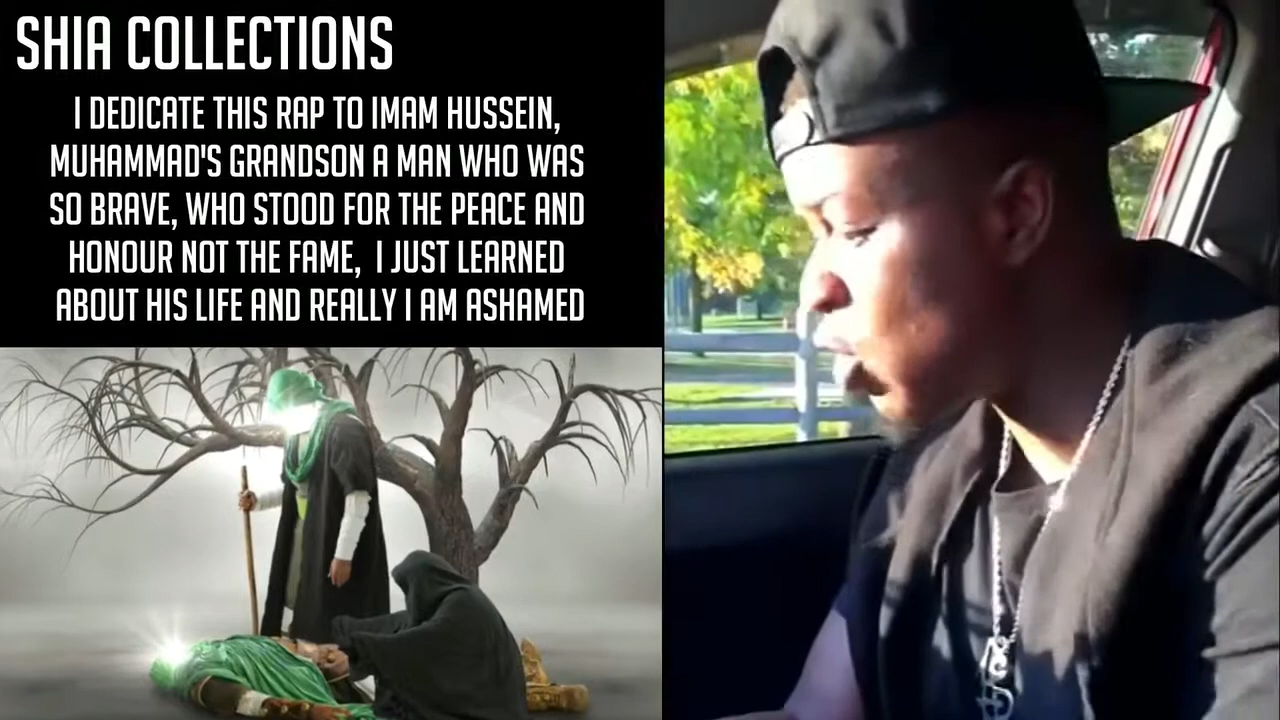 SHIA COLLECTIONS
I DEDICATE THIS RAP TO IMAM HUSSEIN,
MUHAMMAD'S GRANDSON A MAN WHO WAS
SO BRAVE, WHO STOOD FOR THE PEACE AND
HONOUR NOT THE FAME, I JUST LEARNED
ABOUT HIS LIFE AND REALLY I AM ASHAMED